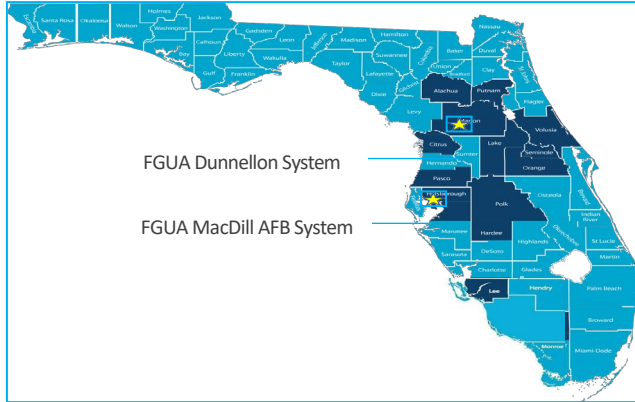 Escambia
Santa Rosa
Okaloosa
Walton
Holmes
Washington
Jackson
Bay
Calhoun
Gulf
Liberty
Gadsden
Franklin
Leon
Wakulla
Jefferson
Madison
Taylor
Hamilton
Suwannee
Lafayette
Dixie
Columbia
Gilchrist
Baker
Union
Nassau
Duval
Clay
St Johns
Alachua
Putnam
Flagler
Levy
Marion
Volusia
Citrus
Lake
Sumter
Seminole
Hernando
Orange
FGUA Dunnellon System
Pasco
Hillsborough
Polk
Osceola
Brevard
Indian
River
FGUA MacDill AFB System
Manatee
Hardee
Highlands
Okeechobee
St Lucie
Sarasota
DeSoto
Martin
Charlotte
Glades
Lee
Hendry
Palm Beach
Broward
Monroe
Miami-Dade